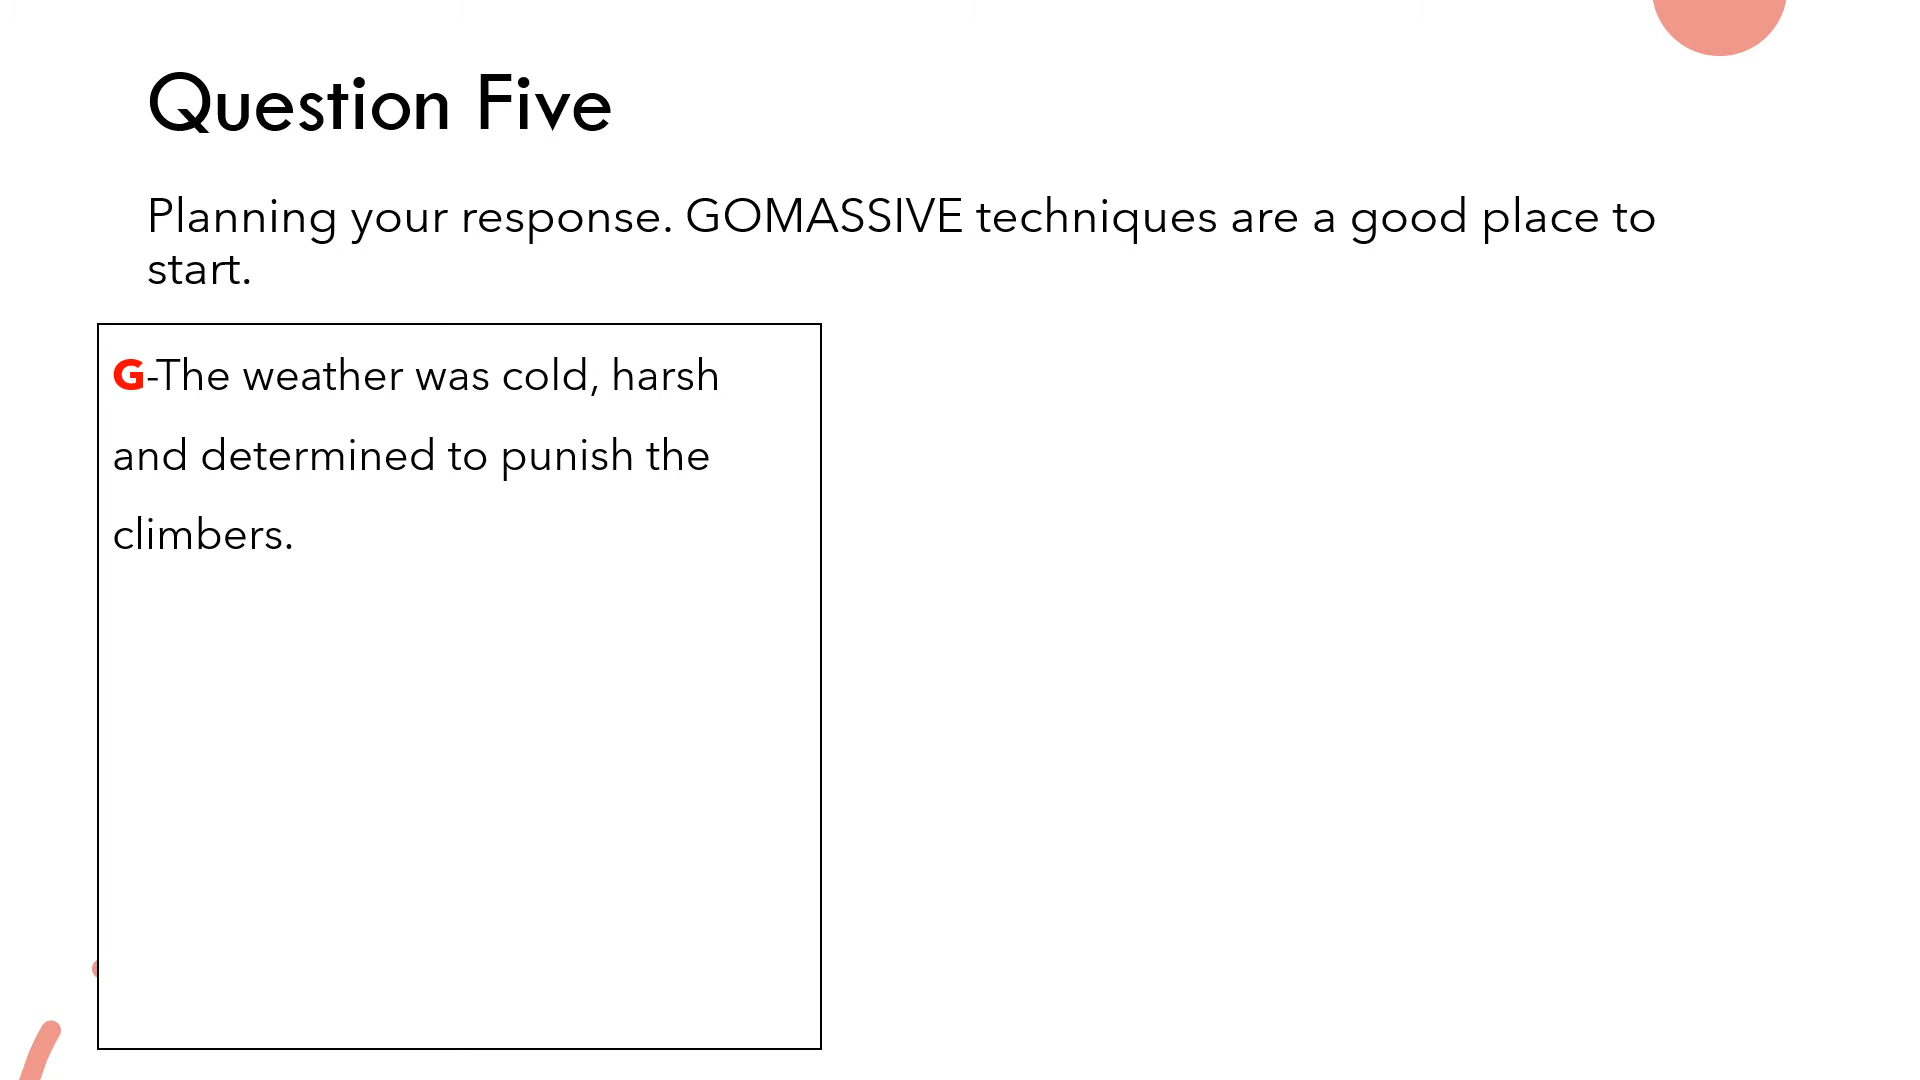 Question Five
Planning your response. GOMASSIVE techniques are a good place to
start.
G-The weather was cold, harsh
and determined to punish the
climbers.